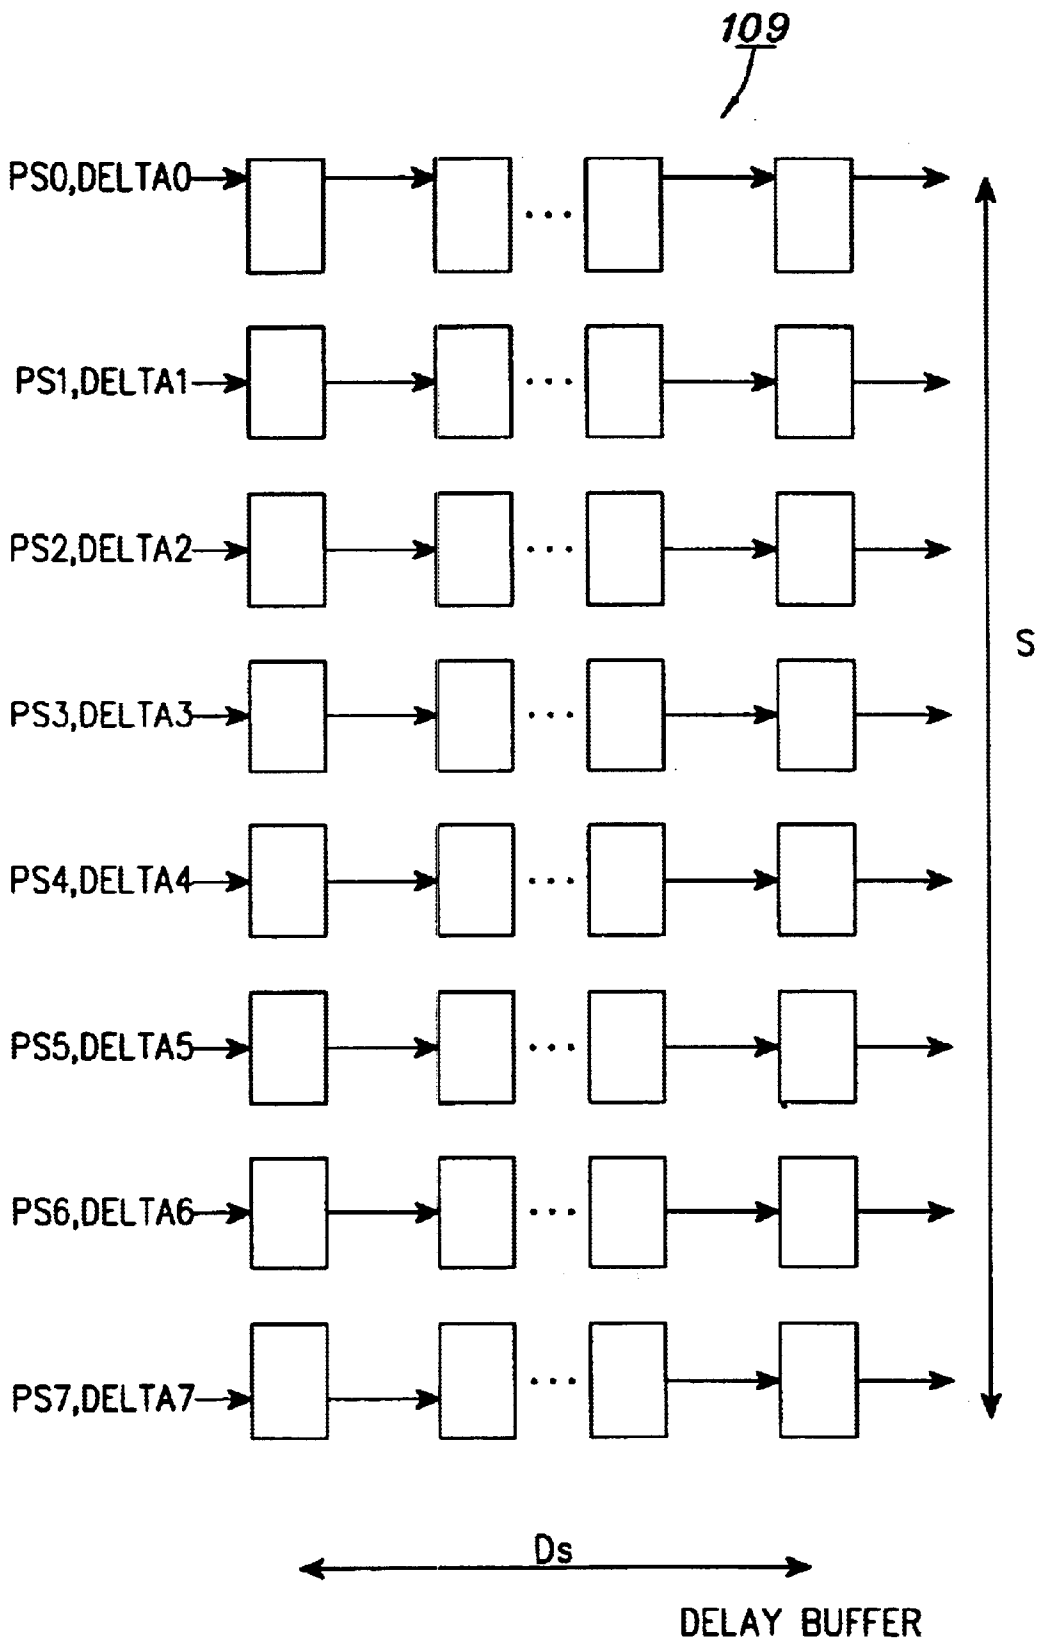 109
PS0,DELTA0
PS1,DELTA1
PS2,DELTA2
PS3,DELTA3
S
PS4,DELTA4
PS5,DELTA5
PS6,DELTA6
PS7,DELTA7
Ds
DELAY BUFFER